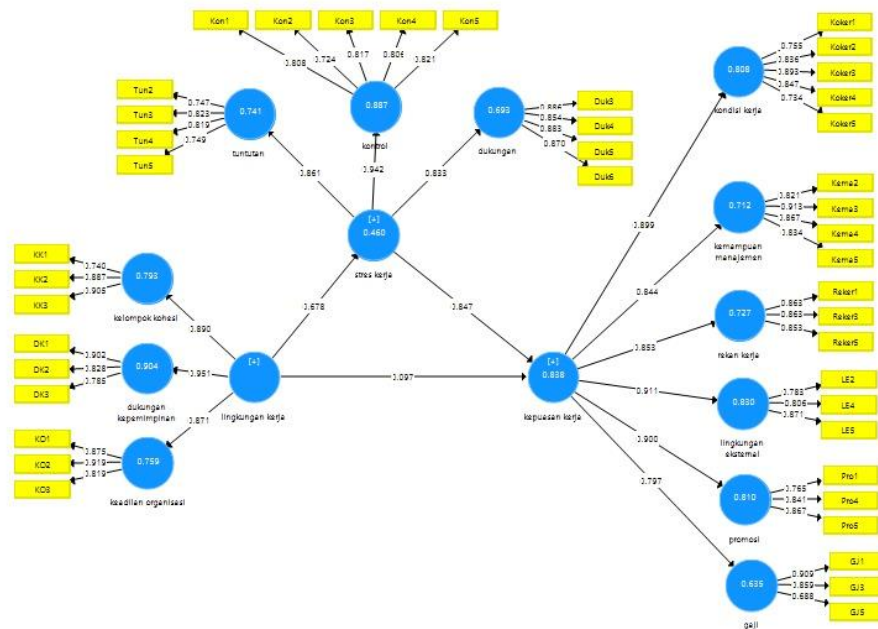 Kon1 Kon2 Kon3 Kon4 Kon5
0.808 0.724 0.817 0.806 0.821
Tun2
Tun3
Tun4
Tun5
0.747
0.823
0.819
0.749
0.741
tuntutan
0.887
kontrol
0.693
dukungan
0.886
0.854
0.883
0.870
Duk3
Duk4
Duk5
Duk6
0.861
0.942
0.833
[+]
0.460
stres kerja
KK1
KK2
KK3
0.740
0.887
0.905
0.793
kelompok kohesi
0.890
0.678
0.847
DK1
DK2
DK3
0.902
0.828
0.785
0.904
dukungan
kepemimpinan
0.951
[+]
lingkungan kerja
0.097
[+]
0.838
kepuasan kerja
KO1
KO2
KO3
0.875
0.919
0.819
0.759
keadilan organisasi
0.871
0.899
0.808
kondisi kerja
0.755
0.836
0.893
0.847
0.734
Koker1
Koker2
Koker3
Koker4
Koker5
0.844
0.712
kemampuan
manajemen
0.821
0.913
0.867
0.834
Kema2
Kema3
Kema4
Kema5
0.853
0.727
rekan kerja
0.863
0.863
0.853
Reker1
Reker3
Reker5
0.911
0.830
lingkungan
eksternal
0.783
0.806
0.871
LE2
LE4
LE5
0.900
0.810
promosi
0.765
0.841
0.867
Pro1
Pro4
Pro5
0.797
0.635
gaji
0.909
0.859
0.688
GJ1
GJ3
GJ5